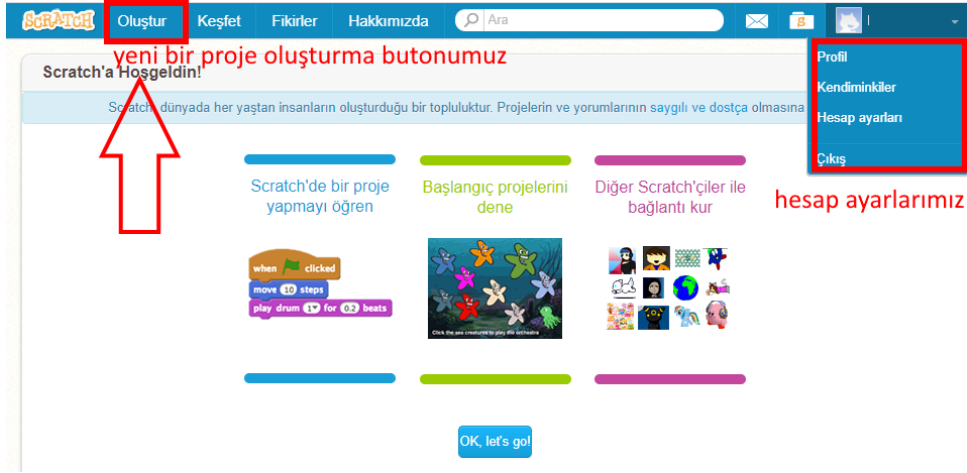 SCRATCH Oluştur Keşfet Fikirler Hakkımızda Ara
yeni bir proje oluşturma butonumuz
Scratch'a Hoşgeldin!
Scratch, dünyada her yaştan insanların oluşturduğu bir topluluktur. Projelerin ve yorumlarının saygılı ve dostça olmasına
Profil
Kendiminkiler
Hesap ayarları
Çıkış
hesap ayarlarımız
Scratch'de bir proje
yapmayı öğren
Başlangıç projelerini
dene
Diğer Scratch'çiler ile
bağlantı kur
when clicked
move 10 steps
play drum 1 for 0.2 beats
Click the sea creatures to play the orchestra
OK, let's go!